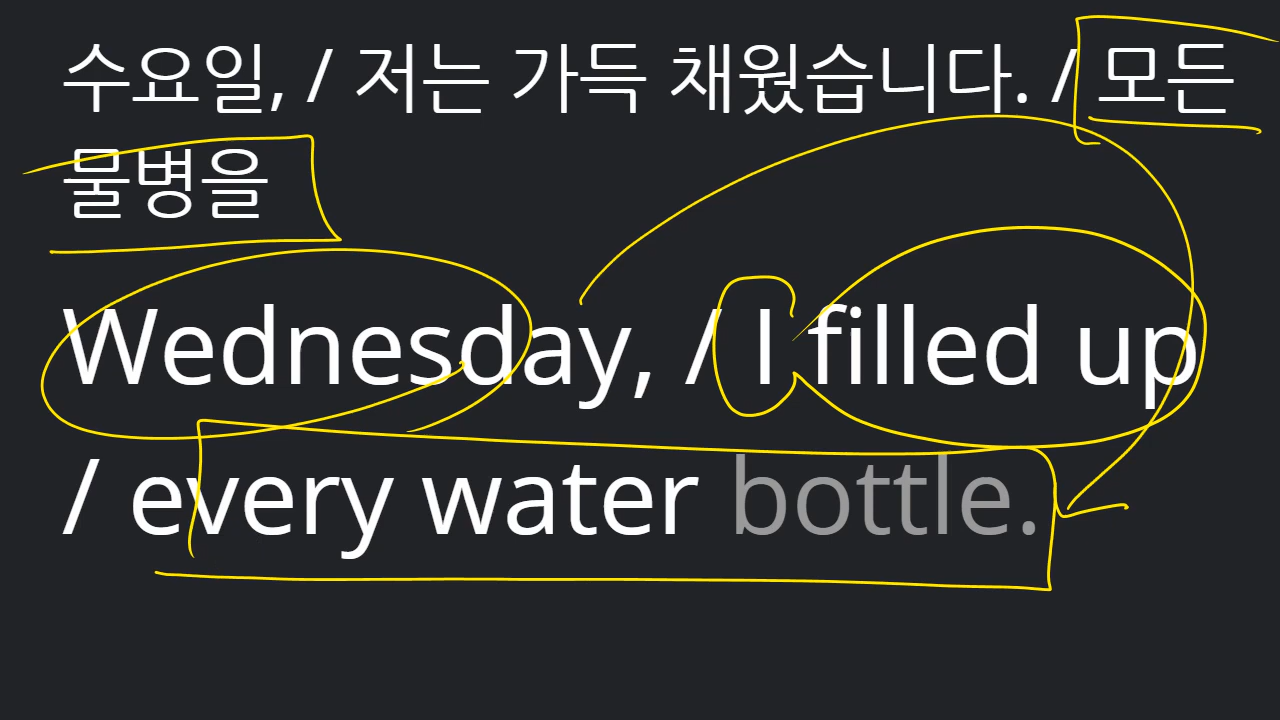 수요일, / 저는 가득 채웠습니다. / 모든
물병을
Wednesday, / I filled up
/ every water bottle.